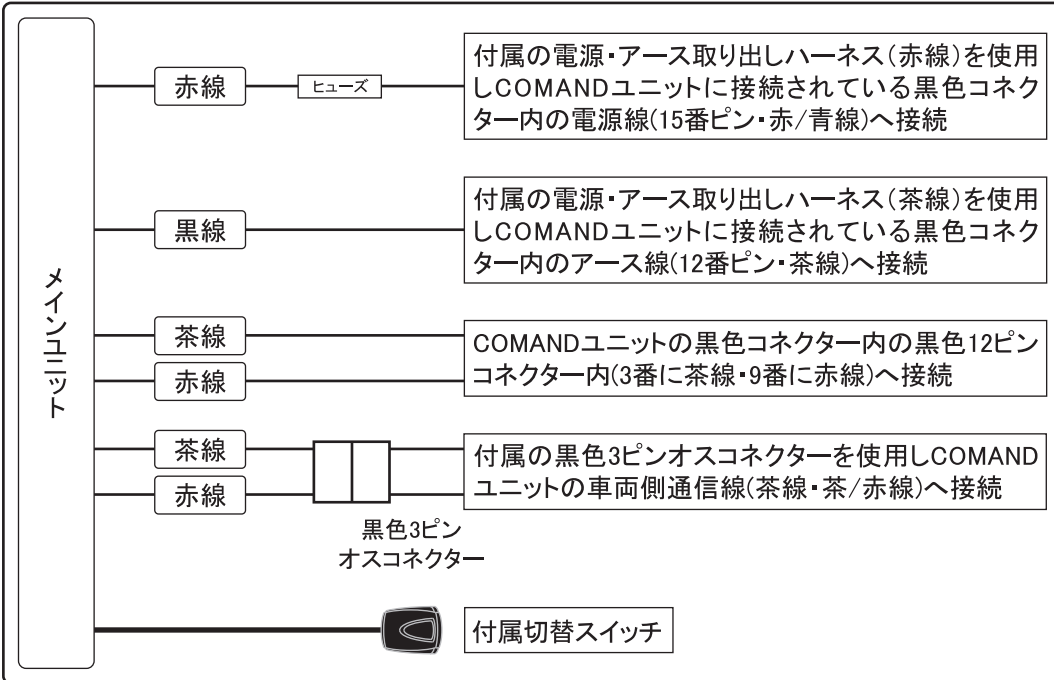 メインユニット
赤線
ヒューズ
付属の電源・アース取り出しハーネス(赤線)を使用
しCOMANDユニットに接続されている黒色コネク
ター内の電源線(15番ピン・赤/青線)へ接続
黒線
付属の電源・アース取り出しハーネス(茶線)を使用
しCOMANDユニットに接続されている黒色コネク
ター内のアース線(12番ピン・茶線)へ接続
茶線
赤線
COMANDユニットの黒色コネクター内の黒色12ピン
コネクター内(3番に茶線・9番に赤線)へ接続
茶線
赤線
黒色3ピン
オスコネクター
付属の黒色3ピンオスコネクターを使用しCOMAND
ユニットの車両側通信線(茶線・茶/赤線)へ接続
付属切替スイッチ